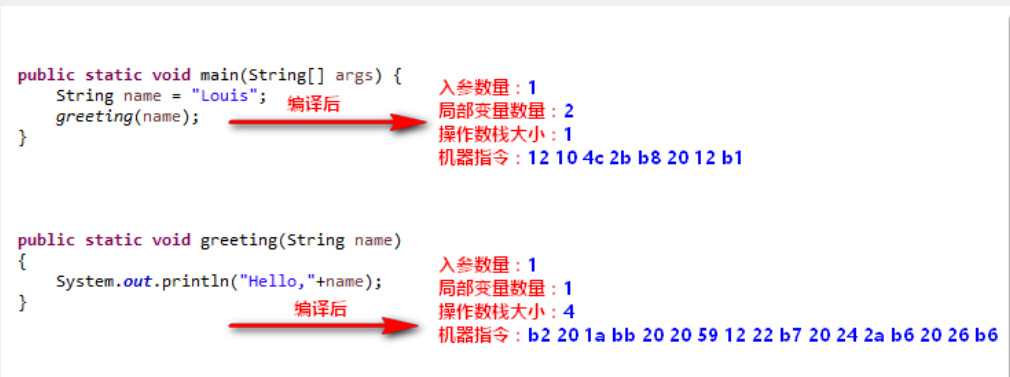 public static void main(String[] args) {
String name = "Louis";
greeting(name);
}
编译后
入参数量：1
局部变量数量：2
操作数栈大小：1
机器指令：12 10 4c 2b b8 20 12 b1
public static void greeting(String name)
{
System.out.println("Hello,"+name);
}
编译后
入参数量：1
局部变量数量：1
操作数栈大小：4
机器指令：b2 20 1a bb 20 20 59 12 22 b7 20 24 2a b6 20 26 b6